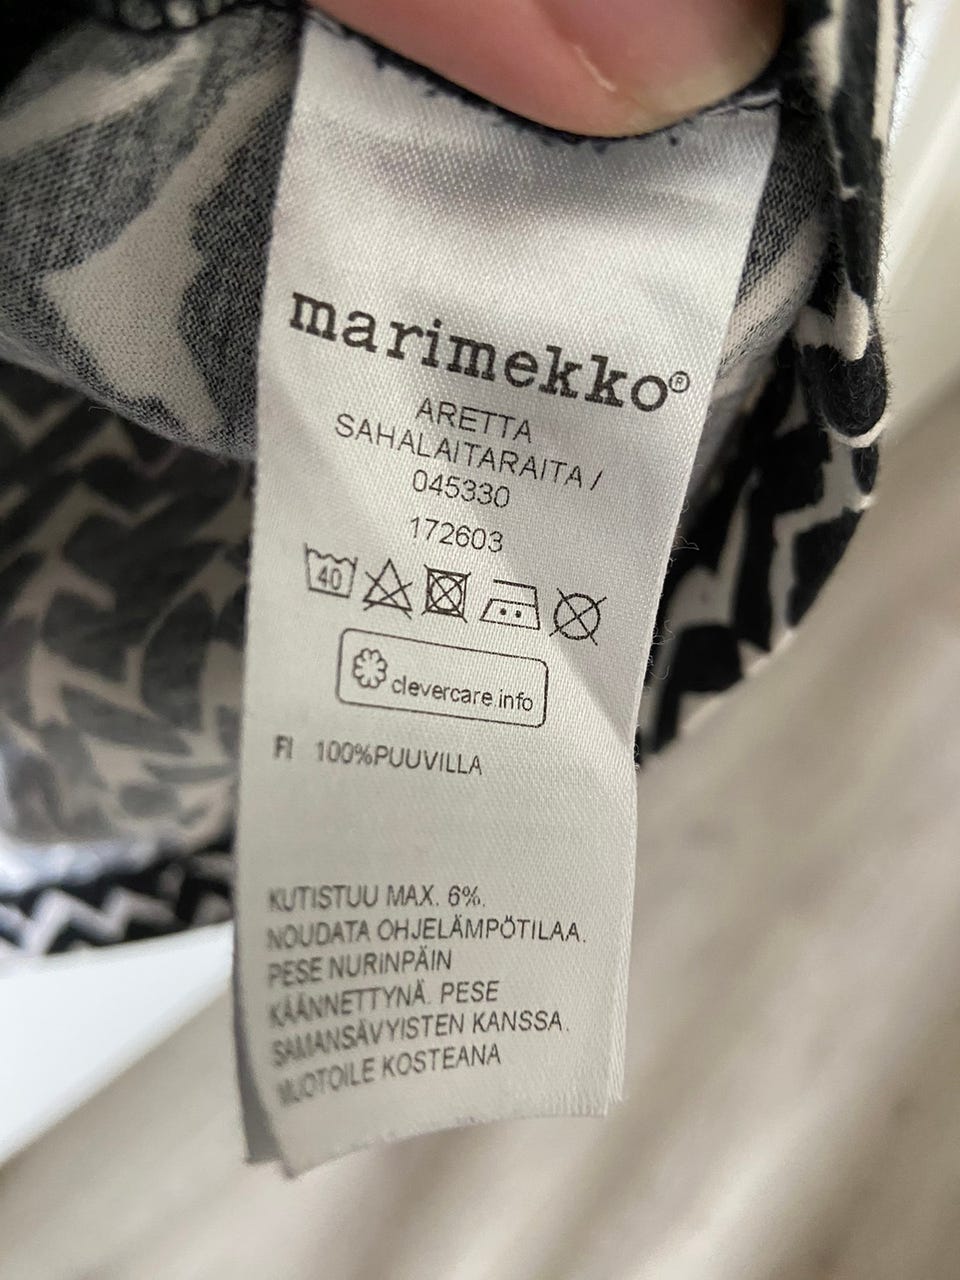 marimekko®
ARETTA
SAHALAITARAITA /
045330
172603
40
clevercare.info
FI 100%PUUVILLA
KUTISTUU MAX. 6%.
NOUDATA OHJELÄMPÖTILAA.
PESE NURINPÄIN
KÄÄNNETTYNÄ. PESE
SAMANSÄVYISTEN KANSSA.
MUOTOILE KOSTEANA